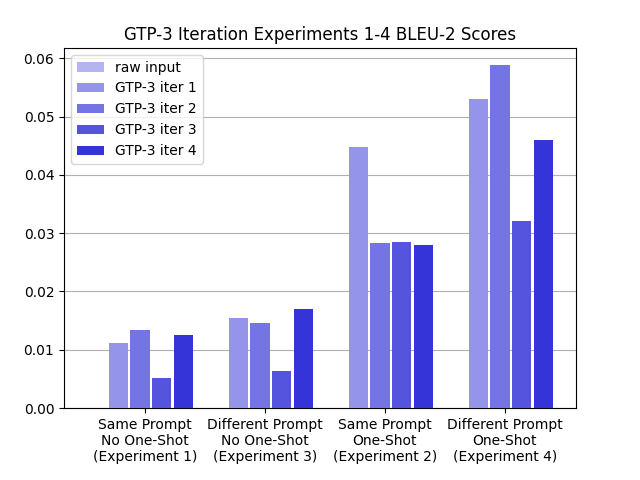 GTP-3 Iteration Experiments 1-4 BLEU-2 Scores
raw input
GTP-3 iter 1
GTP-3 iter 2
GTP-3 iter 3
GTP-3 iter 4
0.06
0.05
0.04
0.03
0.02
0.01
0.00
Same Prompt
No One-Shot
(Experiment 1)
Different Prompt
No One-Shot
(Experiment 3)
Same Prompt
One-Shot
(Experiment 2)
Different Prompt
One-Shot
(Experiment 4)